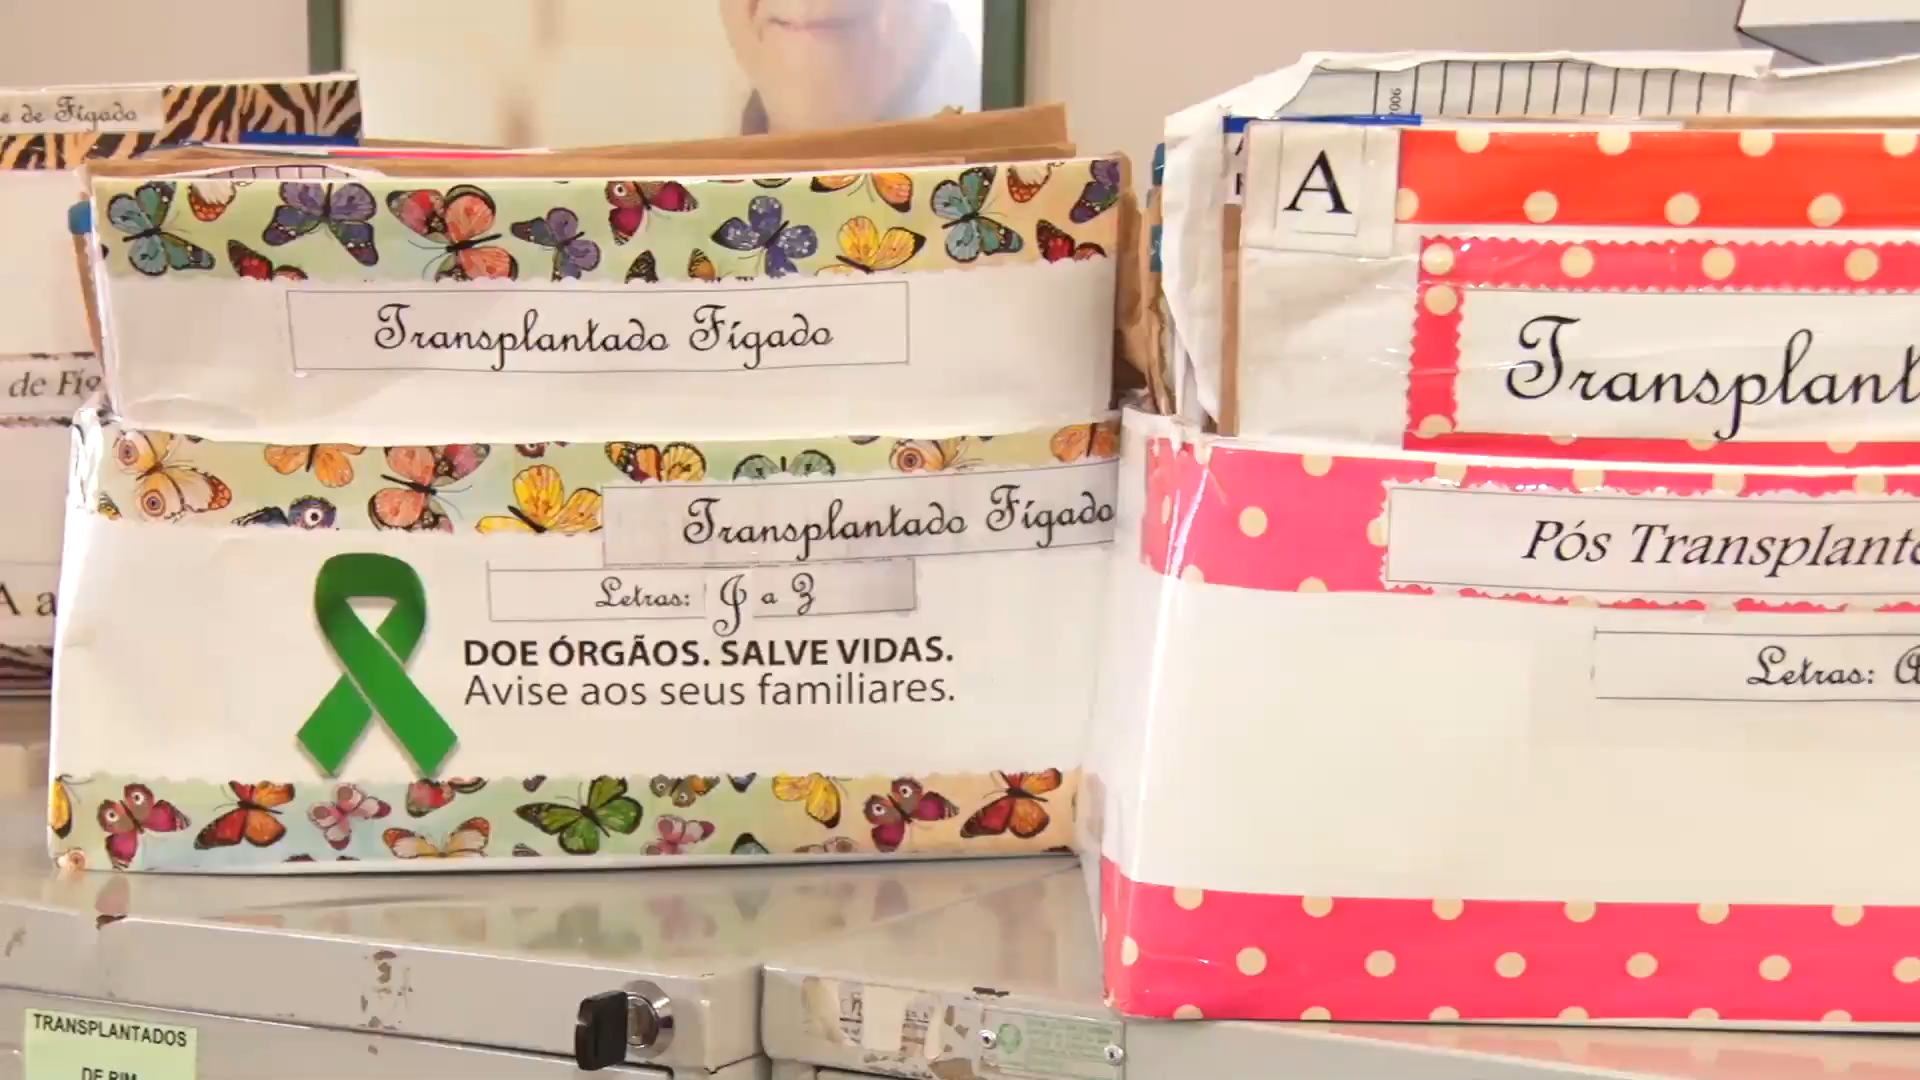 e de Fígado
de Fíg
A a
Transplantado Fígado
Transplantado Fígado
Letras: J a Z
DOE ÓRGÃOS. SALVE VIDAS.
Avise aos seus familiares.
A
Transplant
Pós Transplante
Letras: A
TRANSPLANTADOS
DE RIM